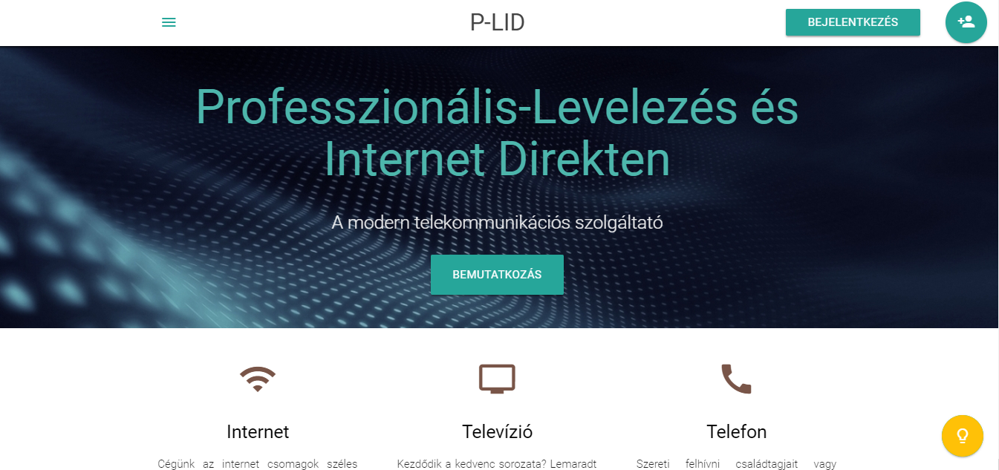 P-LID
BEJELENTKEZÉS
Professzionális-Levelezés és
Internet Direkten
A modern telekommunikációs szolgáltató
BEMUTATKOZÁS
Internet
Televízió
Telefon
Cégünk az internet csomagok széles
Kezdődik a kedvenc sorozata? Lemaradt
Szereti felhívni családtagjait vagy